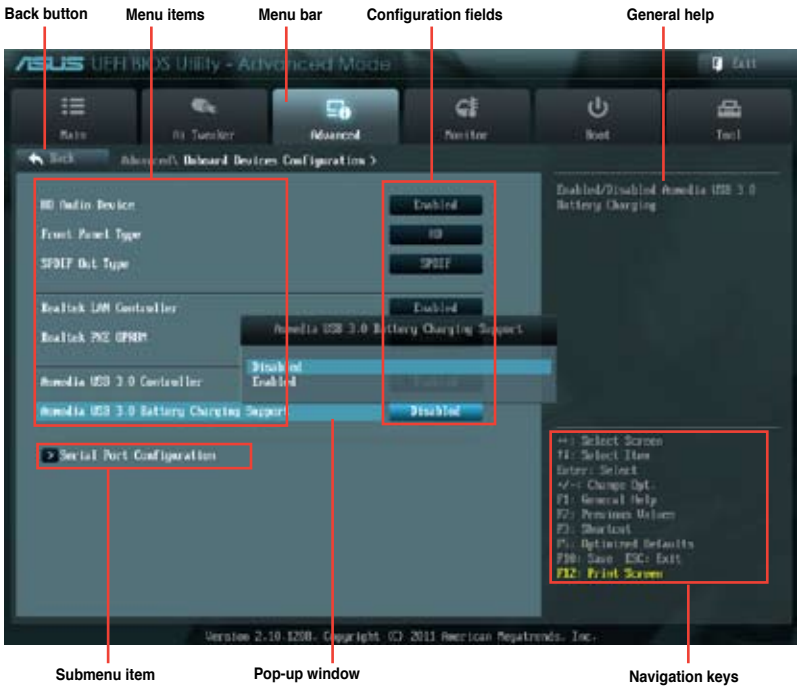 Back button Menu items Menu bar Configuration fields General help
ASUS UEFI BIOS Utility - Advanced Mode Exit
Main Ai Tweaker Advanced Monitor Boot Tool
Back Advanced\ Onboard Devices Configuration >
Enabled/Disabled Asmedia USB 3.0
Battery Charging
HD Audio Device Enabled
Front Panel Type HD
SPDIF Out Type SPDIF
Realtek LAN Controller Enabled
Realtek PXE OPROM
Asmedia USB 3.0 Battery Charging Support
Disabled
Enabled
Asmedia USB 3.0 Controller Enabled
Asmedia USB 3.0 Battery Charging Support Disabled
> Serial Port Configuration
: Select Screen
: Select Item
Enter: Select
+/-: Change Opt.
F1: General Help
F2: Previous Values
F3: Shortcut
F5: Optimized Defaults
F10: Save ESC: Exit
F12: Print Screen
Version 2.10.1208. Copyright (C) 2011 American Megatrends, Inc.
Submenu item Pop-up window Navigation keys